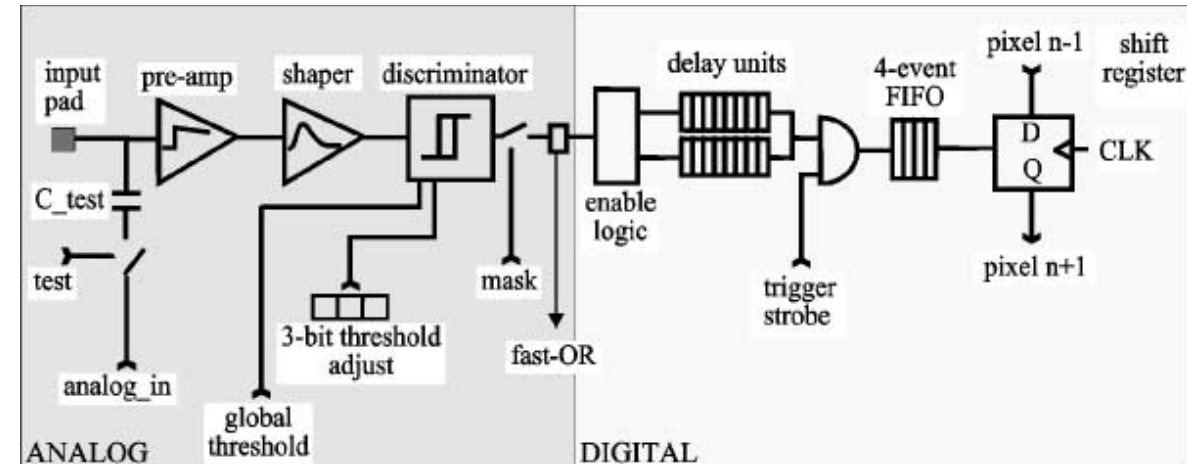 input
pad
pre-amp
shaper
discriminator
delay units
4-event
FIFO
pixel n-1
shift
register
D
Q
CLK
C_test
test
analog_in
global
threshold
3-bit threshold
adjust
mask
fast-OR
enable
logic
trigger
strobe
pixel n+1
ANALOG
DIGITAL